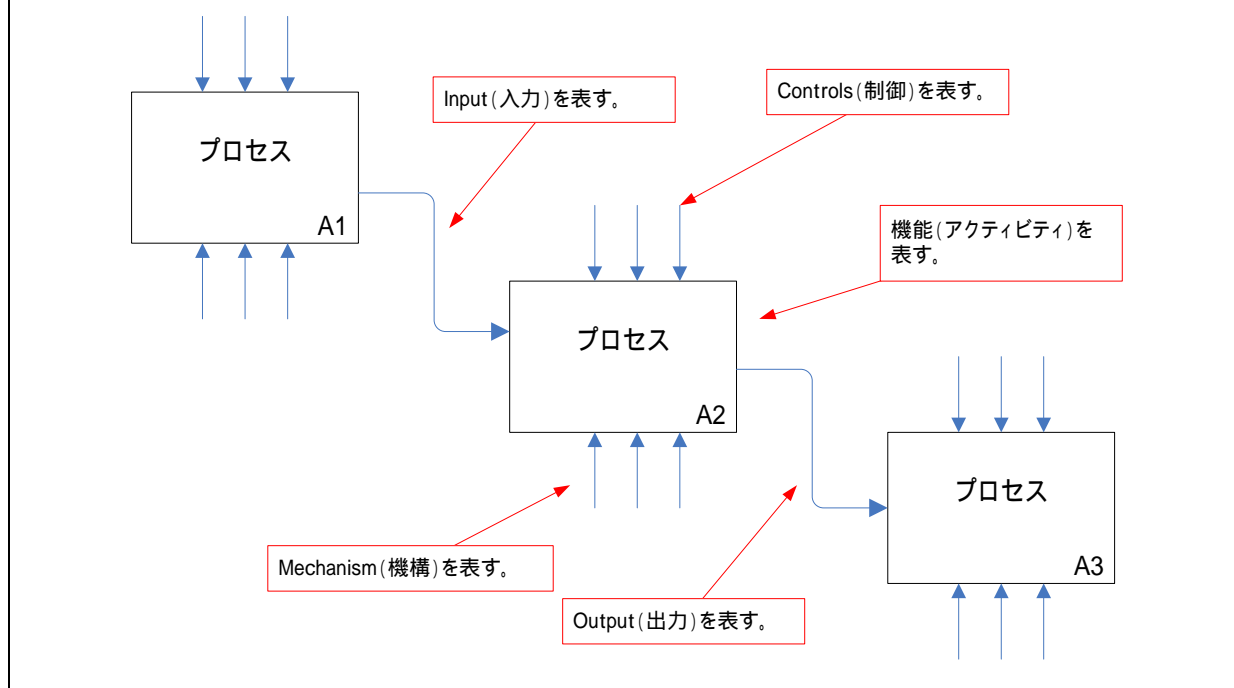 プロセス
A1
Input(入力)を表す。
Controls(制御)を表す。
機能(アクティビティ)を
表す。
プロセス
A2
Mechanism(機構)を表す。
Output(出力)を表す。
プロセス
A3